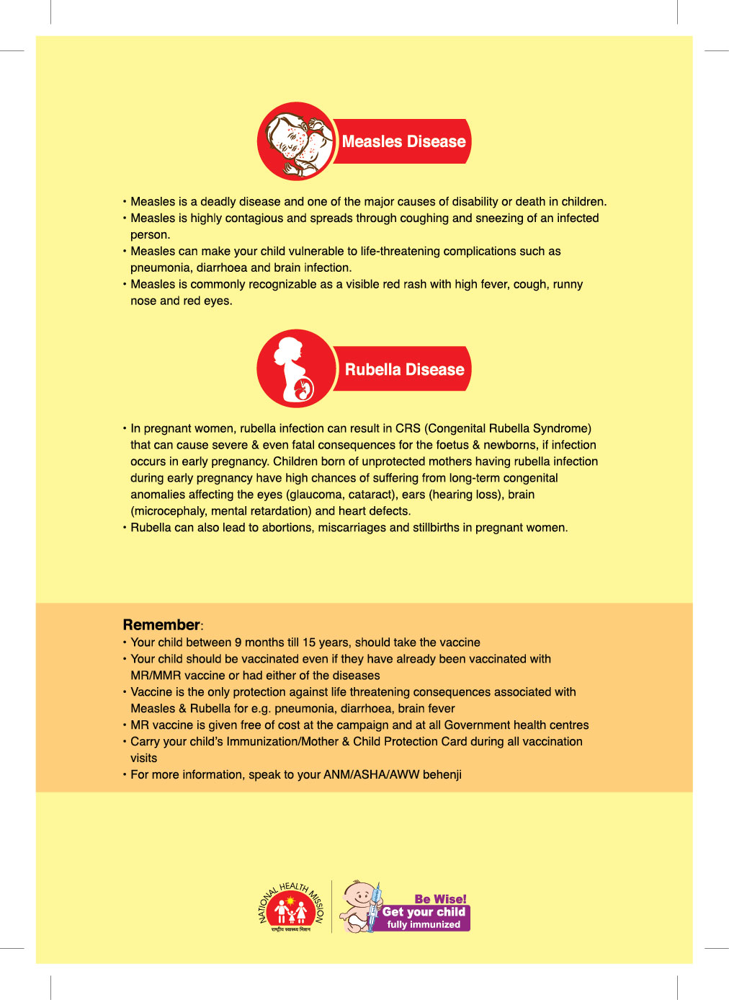 Measles Disease
• Measles is a deadly disease and one of the major causes of disability or death in children.
• Measles is highly contagious and spreads through coughing and sneezing of an infected
person.
• Measles can make your child vulnerable to life-threatening complications such as
pneumonia, diarrhoea and brain infection.
• Measles is commonly recognizable as a visible red rash with high fever, cough, runny
nose and red eyes.
Rubella Disease
• In pregnant women, rubella infection can result in CRS (Congenital Rubella Syndrome)
that can cause severe & even fatal consequences for the foetus & newborns, if infection
occurs in early pregnancy. Children born of unprotected mothers having rubella infection
during early pregnancy have high chances of suffering from long-term congenital
anomalies affecting the eyes (glaucoma, cataract), ears (hearing loss), brain
(microcephaly, mental retardation) and heart defects.
• Rubella can also lead to abortions, miscarriages and stillbirths in pregnant women.
Remember:
• Your child between 9 months till 15 years, should take the vaccine
• Your child should be vaccinated even if they have already been vaccinated with
MR/MMR vaccine or had either of the diseases
• Vaccine is the only protection against life threatening consequences associated with
Measles & Rubella for e.g. pneumonia, diarrhoea, brain fever
• MR vaccine is given free of cost at the campaign and at all Government health centres
• Carry your child's Immunization/Mother & Child Protection Card during all vaccination
visits
• For more information, speak to your ANM/ASHA/AWW behenji
NATIONAL HEALTH MISSION
राष्ट्रीय स्वास्थ्य मिशन
Be Wise!
Get your child
fully immunized